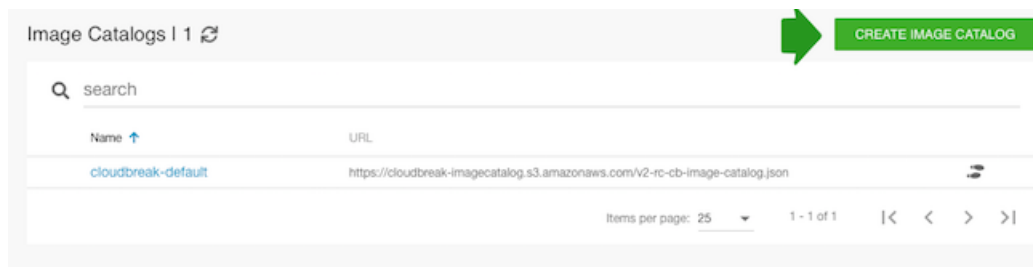 Image Catalogs | 1
CREATE IMAGE CATALOG
search
Name
URL
cloudbreak-default
https://cloudbreak-imagecatalog.s3.amazonaws.com/v2-rc-cb-image-catalog.json
Items per page: 25
1 - 1 of 1